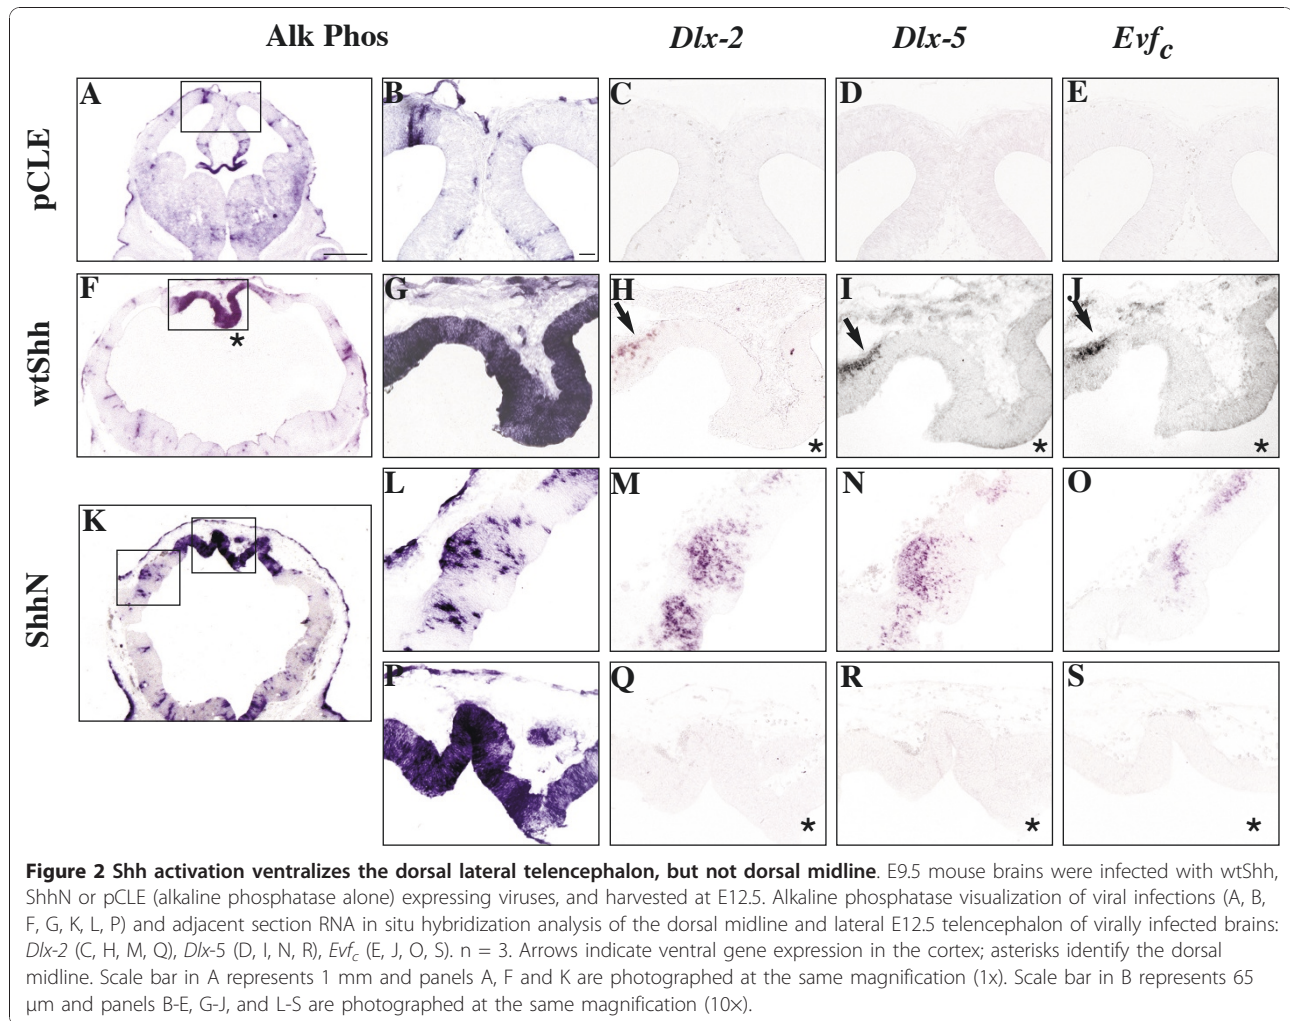 Alk Phos Dlx-2 Dlx-5 Evfc
pCLE
A B C D E
wtShh
F G H I J
* * * *
ShhN
K L M N O
P Q R S
* * *
Figure 2 Shh activation ventralizes the dorsal lateral telencephalon, but not dorsal midline. E9.5 mouse brains were infected with wtShh,
ShhN or pCLE (alkaline phosphatase alone) expressing viruses, and harvested at E12.5. Alkaline phosphatase visualization of viral infections (A, B,
F, G, K, L, P) and adjacent section RNA in situ hybridization analysis of the dorsal midline and lateral E12.5 telencephalon of virally infected brains:
Dlx-2 (C, H, M, Q), Dlx-5 (D, I, N, R), Evfc (E, J, O, S). n = 3. Arrows indicate ventral gene expression in the cortex; asterisks identify the dorsal
midline. Scale bar in A represents 1 mm and panels A, F and K are photographed at the same magnification (1x). Scale bar in B represents 65
μm and panels B-E, G-J, and L-S are photographed at the same magnification (10×).